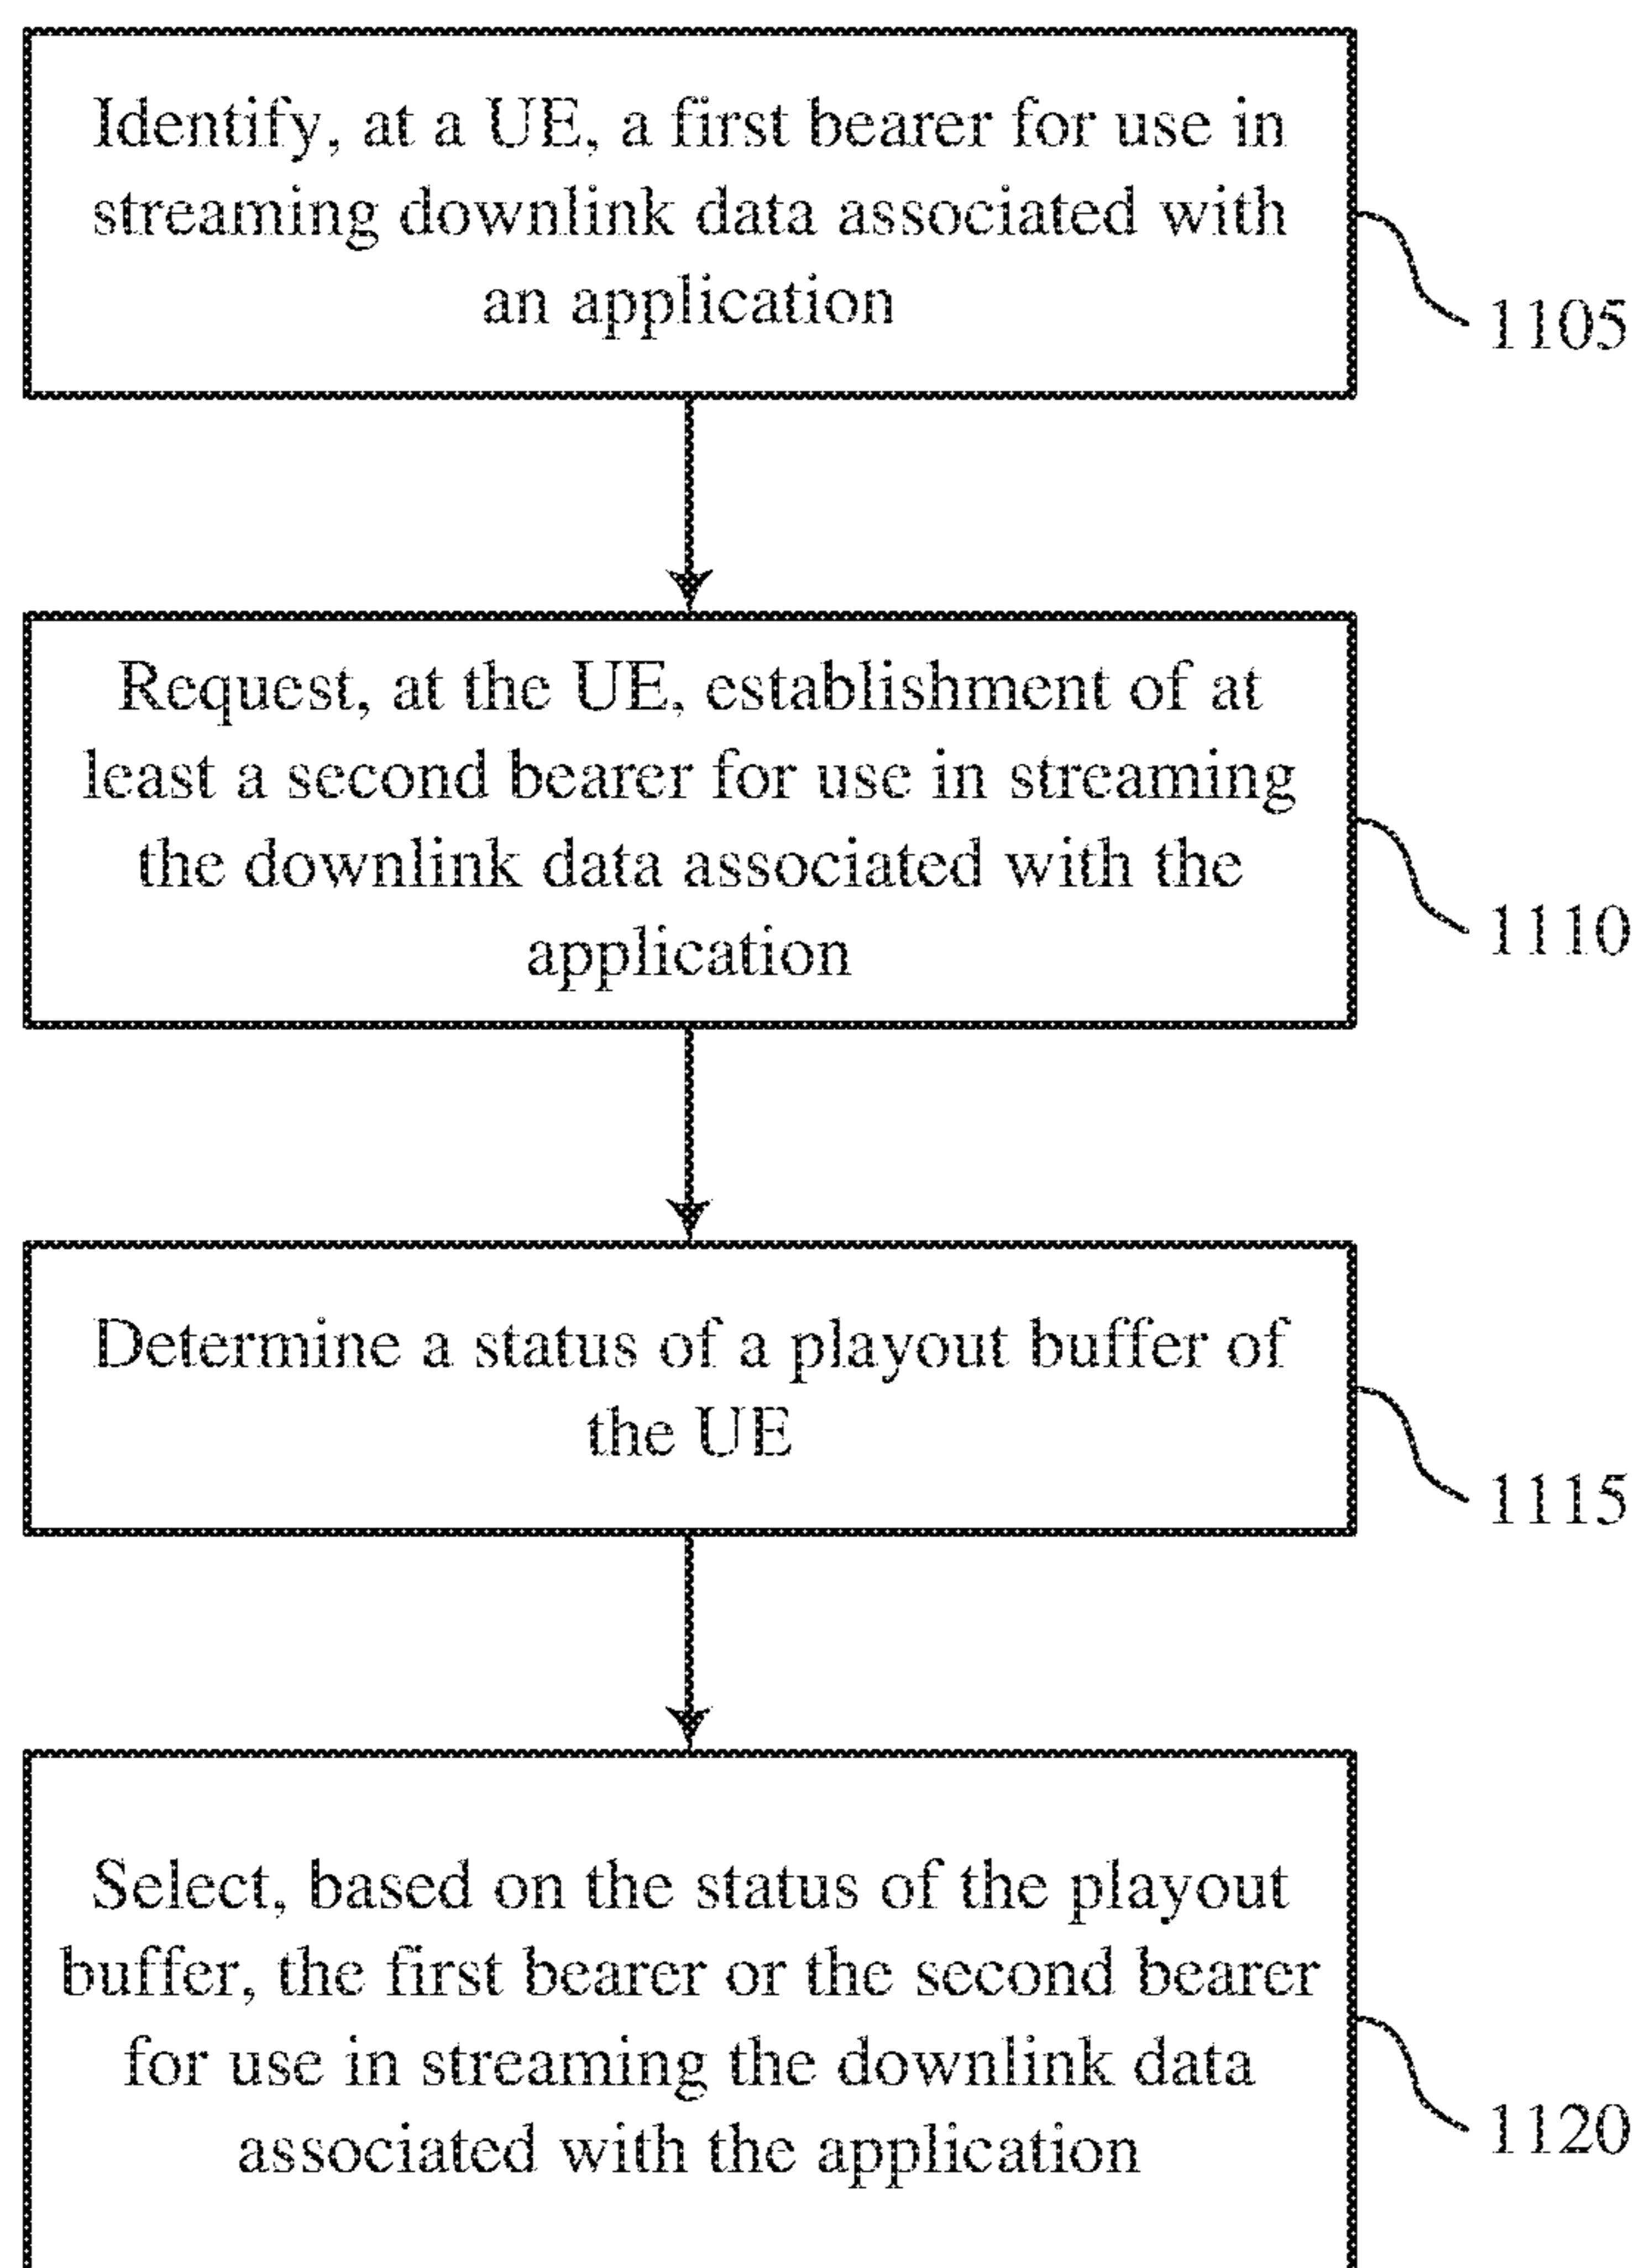 Identify, at a UE, a first bearer for use in
streaming downlink data associated with
an application
1105
Request, at the UE, establishment of at
least a second bearer for use in streaming
the downlink data associated with the
application
1110
Determine a status of a playout buffer of
the UE
1115
Select, based on the status of the playout
buffer, the first bearer or the second bearer
for use in streaming the downlink data
associated with the application
1120